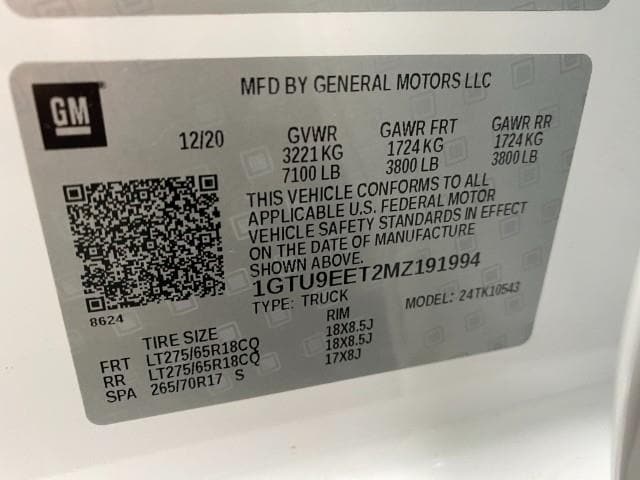 GM
MFD BY GENERAL MOTORS LLC
12/20 GVWR GAWR FRT GAWR RR
3221 KG 1724 KG 1724 KG
7100 LB 3800 LB 3800 LB
THIS VEHICLE CONFORMS TO ALL
APPLICABLE U.S. FEDERAL MOTOR
VEHICLE SAFETY STANDARDS IN EFFECT
ON THE DATE OF MANUFACTURE
SHOWN ABOVE.
1GTU9EET2MZ191994
8624 TYPE: TRUCK MODEL: 24TK10543
TIRE SIZE RIM
FRT LT275/65R18CQ 18X8.5J
RR LT275/65R18CQ 18X8.5J
SPA 265/70R17 S 17X8J